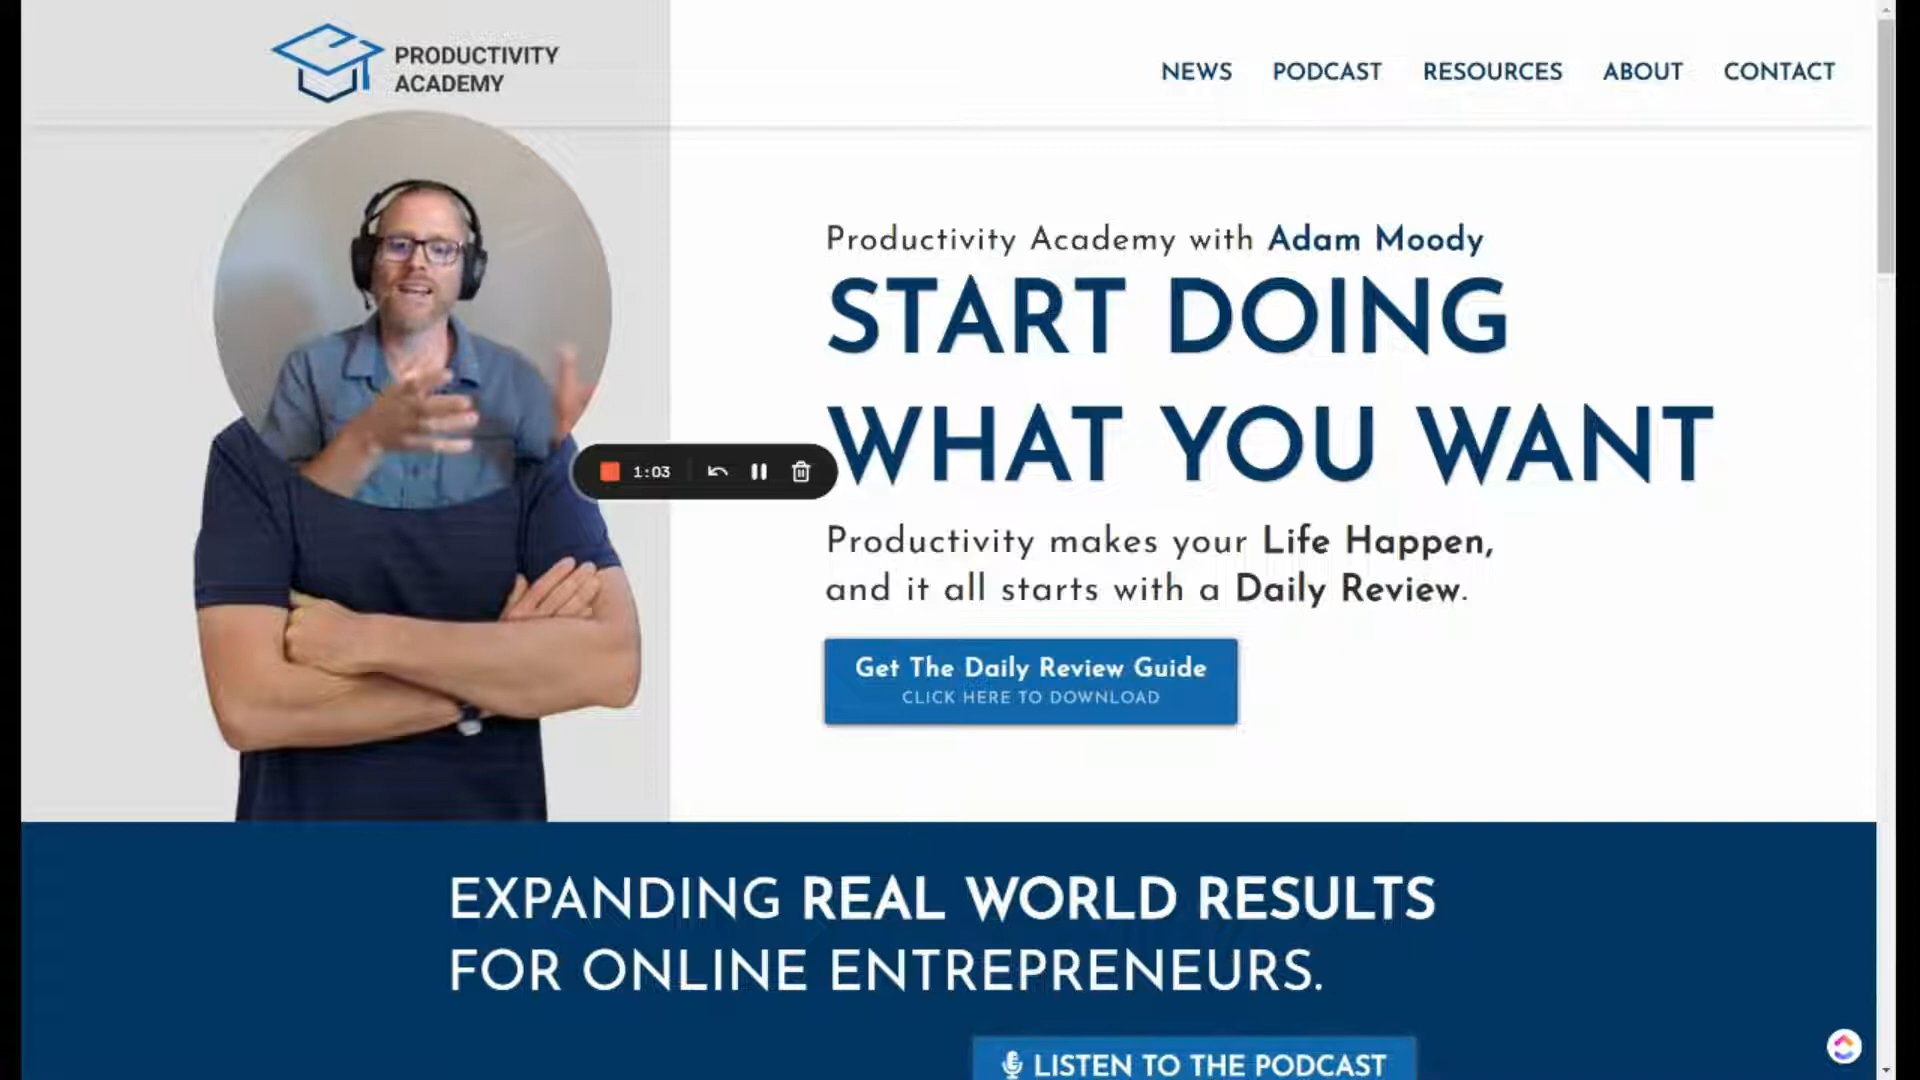 PRODUCTIVITY
ACADEMY
NEWS
PODCAST
RESOURCES
ABOUT
CONTACT
Productivity Academy with Adam Moody
START DOING
WHAT YOU WANT
1:03
Productivity makes your Life Happen,
and it all starts with a Daily Review.
Get The Daily Review Guide
CLICK HERE TO DOWNLOAD
EXPANDING REAL WORLD RESULTS
FOR ONLINE ENTREPRENEURS.
LISTEN TO THE PODCAST